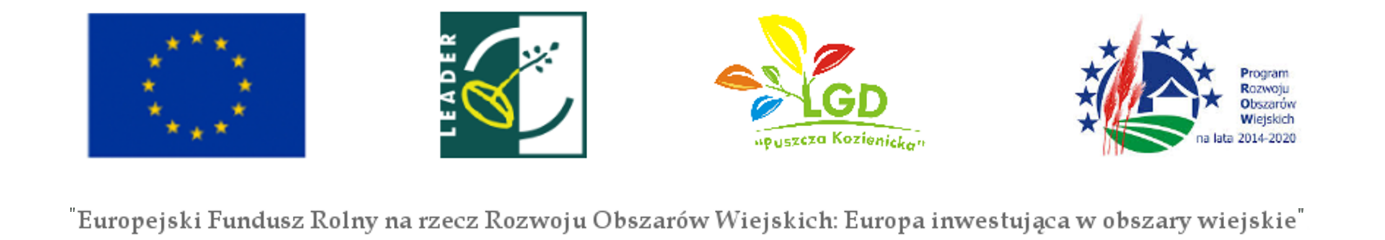 LEADER
LGD
"Puszcza Kozienicka"
Program
Rozwoju
Obszarów
Wiejskich
na lata 2014-2020
"Europejski Fundusz Rolny na rzecz Rozwoju Obszarów Wiejskich: Europa inwestująca w obszary wiejskie"